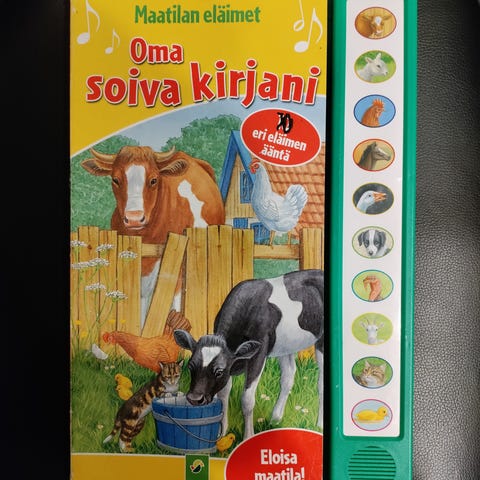 Maatilan eläimet
Oma
soiva kirjani
10
eri eläimen
ääntä
Eloisa
maatila!